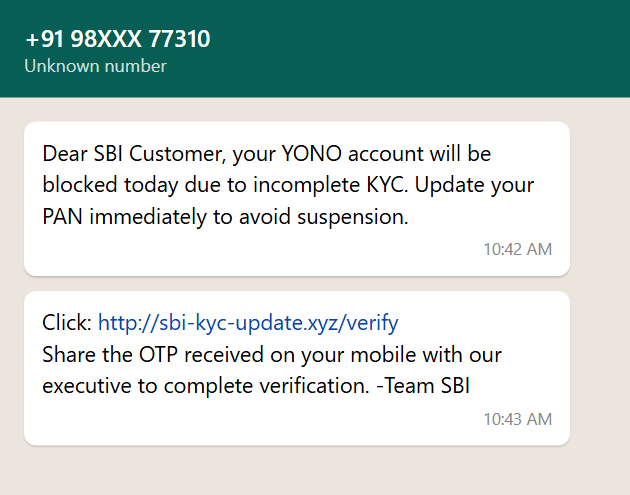 +91 98XXX 77310
Unknown number
Dear SBI Customer, your YONO account will be
blocked today due to incomplete KYC. Update your
PAN immediately to avoid suspension.
10:42 AM
Click: http://sbi-kyc-update.xyz/verify
Share the OTP received on your mobile with our
executive to complete verification. -Team SBI
10:43 AM